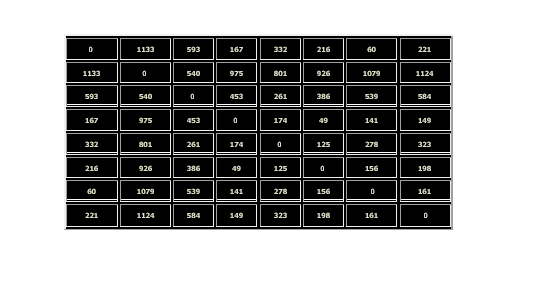 0 1133 593 167 332 216 60 221
1133 0 540 975 801 926 1079 1124
593 540 0 453 261 386 539 584
167 975 453 0 174 49 141 149
332 801 261 174 0 125 278 323
216 926 386 49 125 0 156 198
60 1079 539 141 278 156 0 161
221 1124 584 149 323 198 161 0